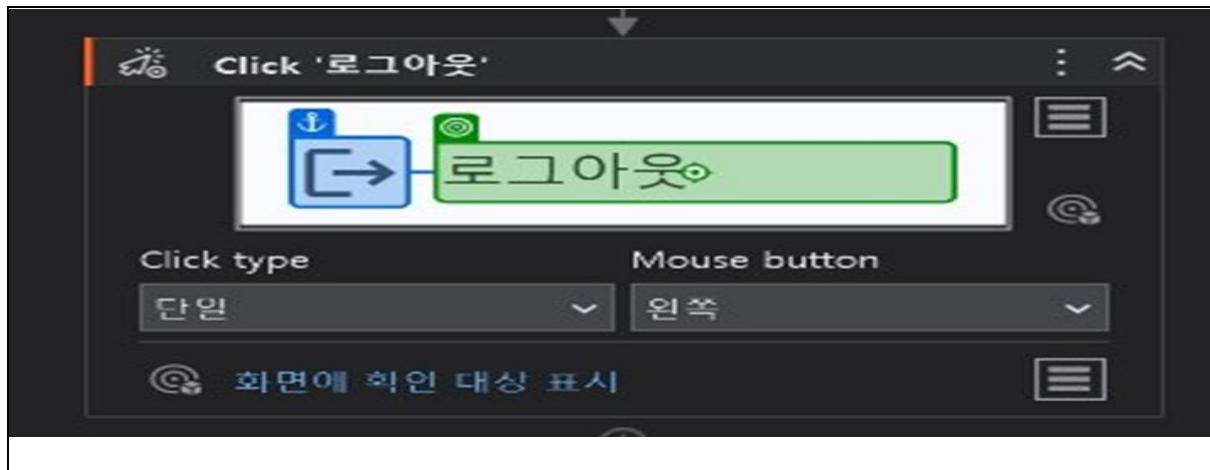 Click '로그아웃'
로그아웃
Click type
Mouse button
단일
왼쪽
화면에 확인 대상 표시